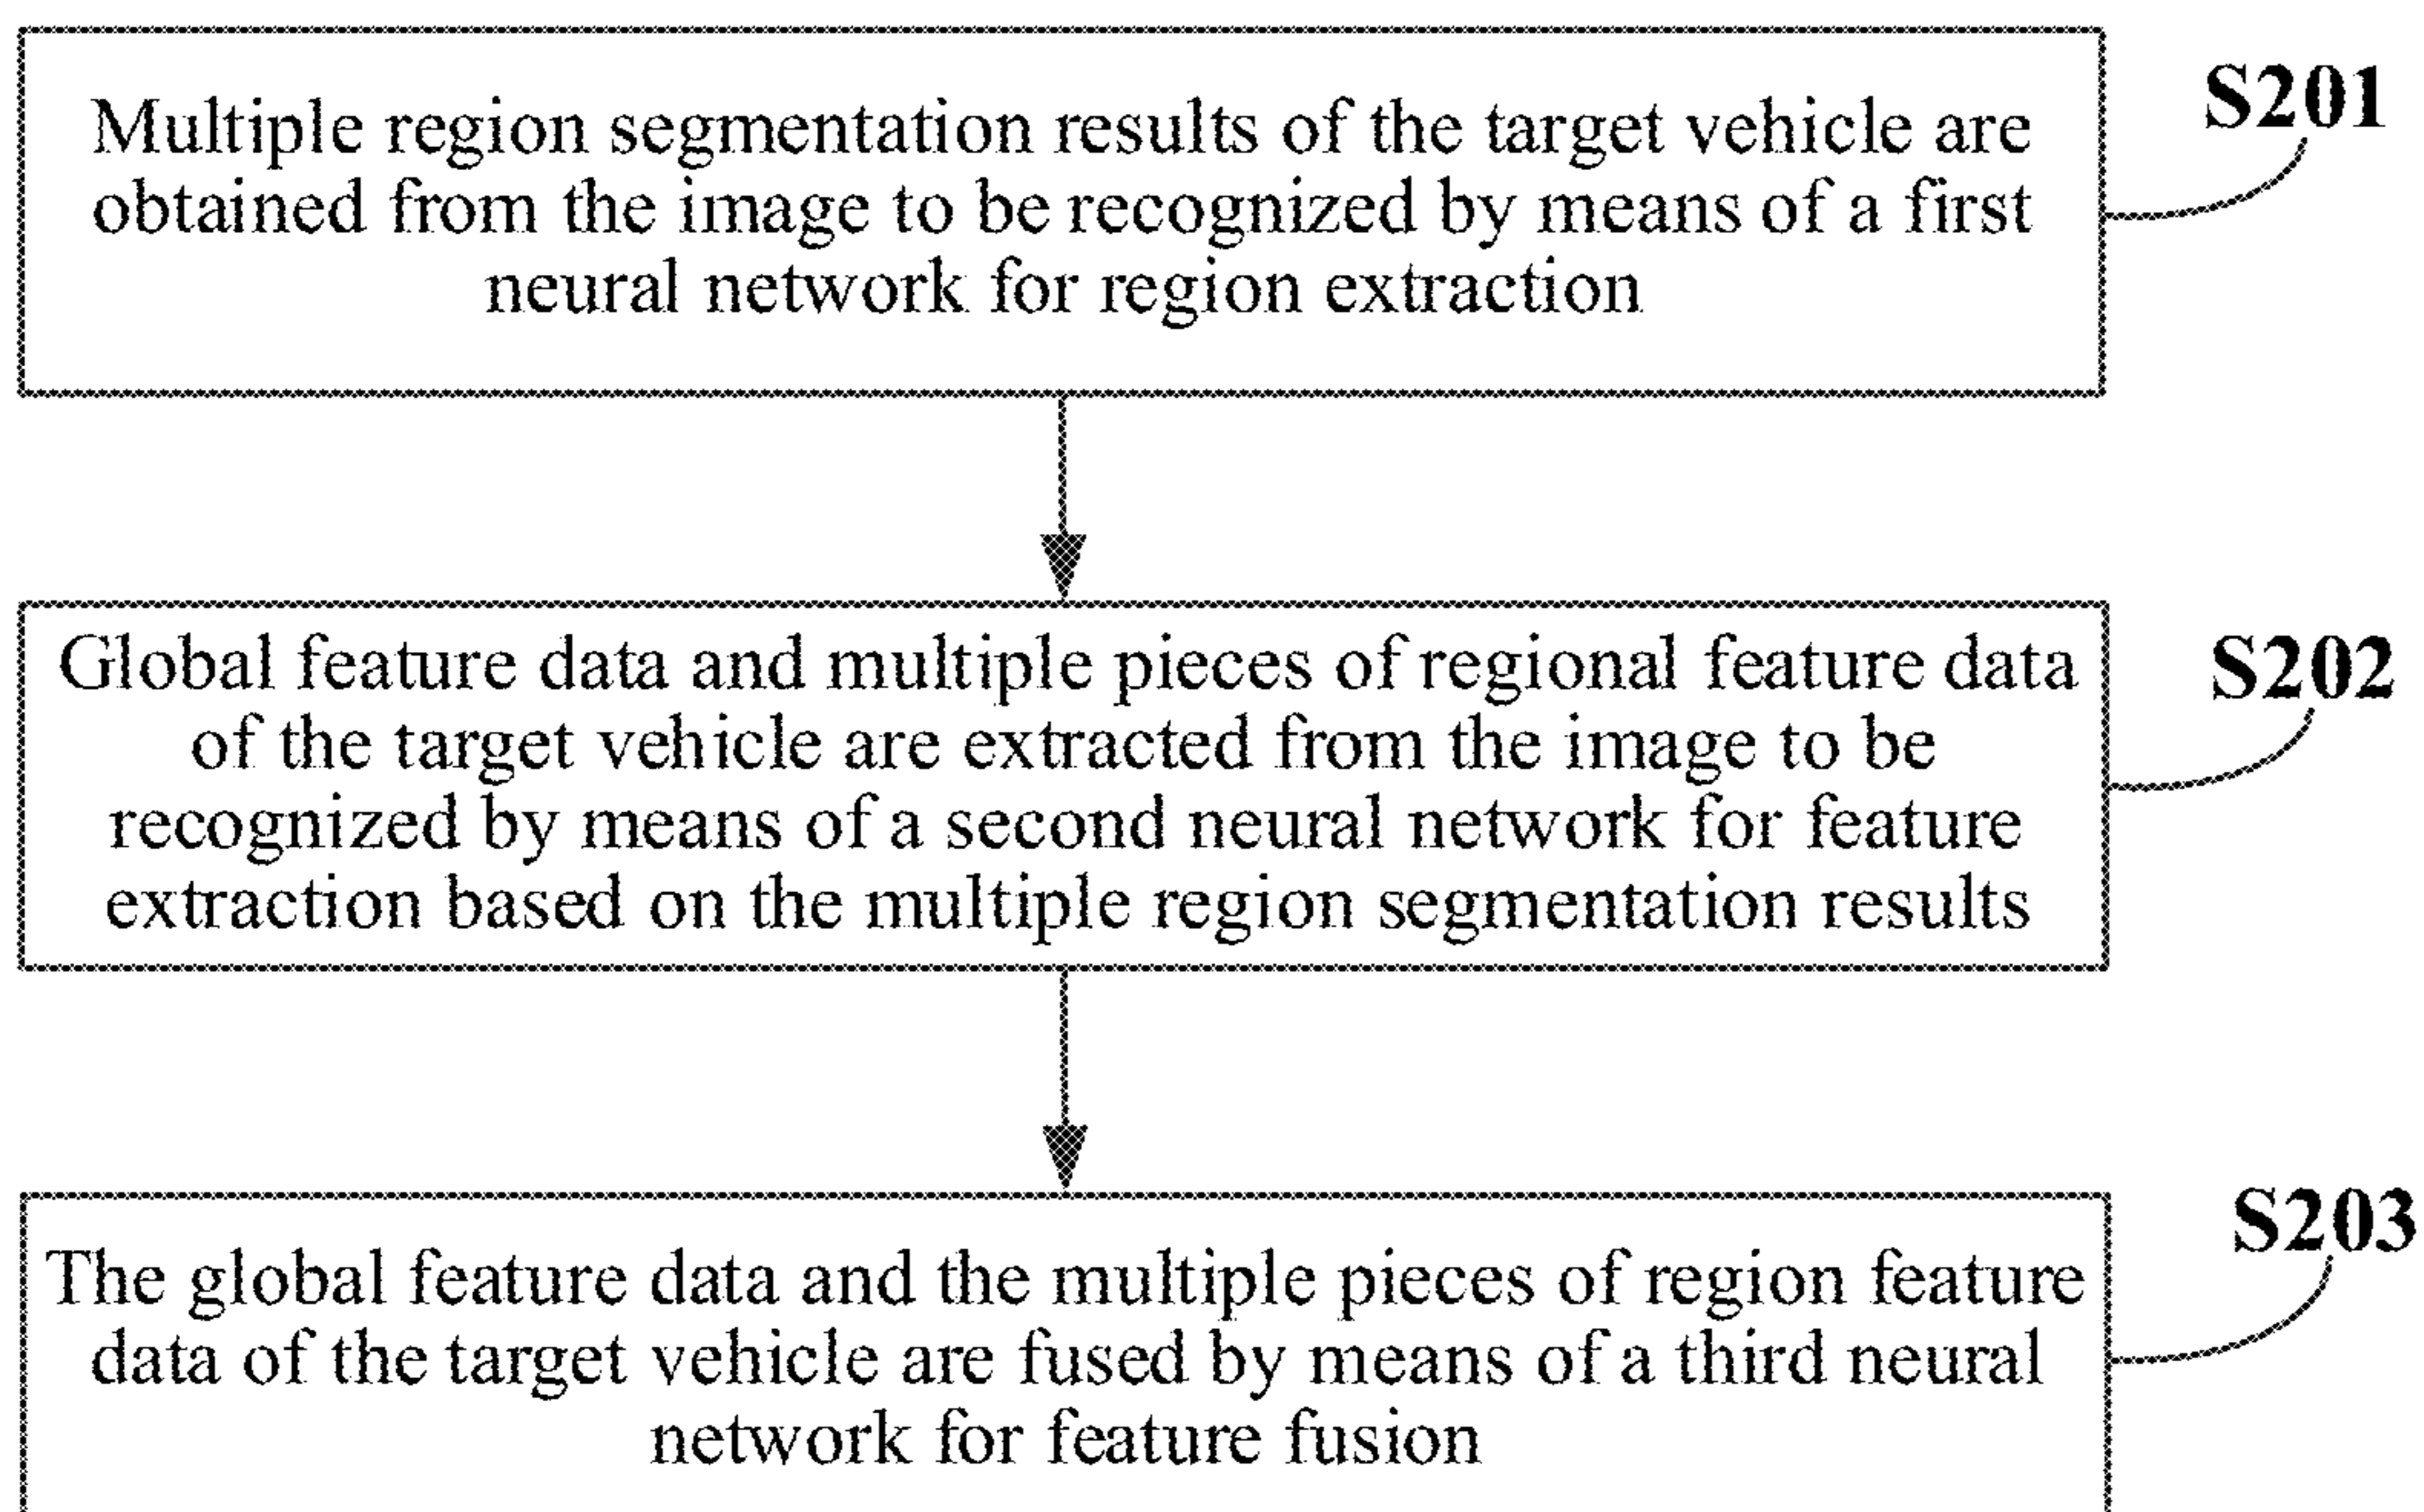 Multiple region segmentation results of the target vehicle are
obtained from the image to be recognized by means of a first
neural network for region extraction
S201
Global feature data and multiple pieces of regional feature data
of the target vehicle are extracted from the image to be
recognized by means of a second neural network for feature
extraction based on the multiple region segmentation results
S202
The global feature data and the multiple pieces of region feature
data of the target vehicle are fused by means of a third neural
network for feature fusion
S203